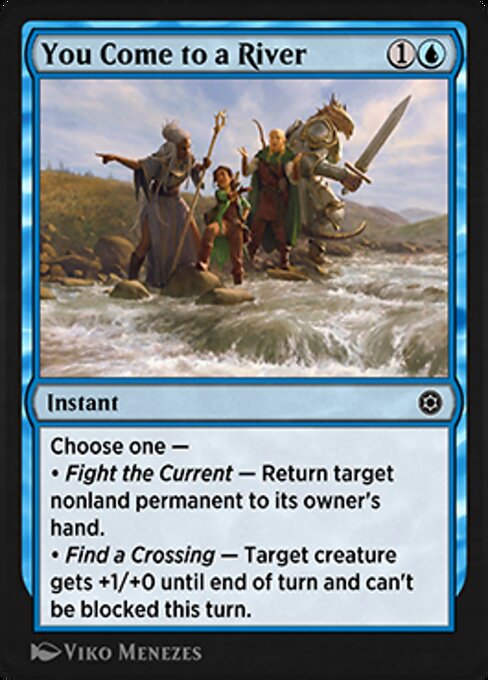 You Come to a River 1
Instant
Choose one —
• Fight the Current — Return target
nonland permanent to its owner's
hand.
• Find a Crossing — Target creature
gets +1/+0 until end of turn and can't
be blocked this turn.
Viko Menezes